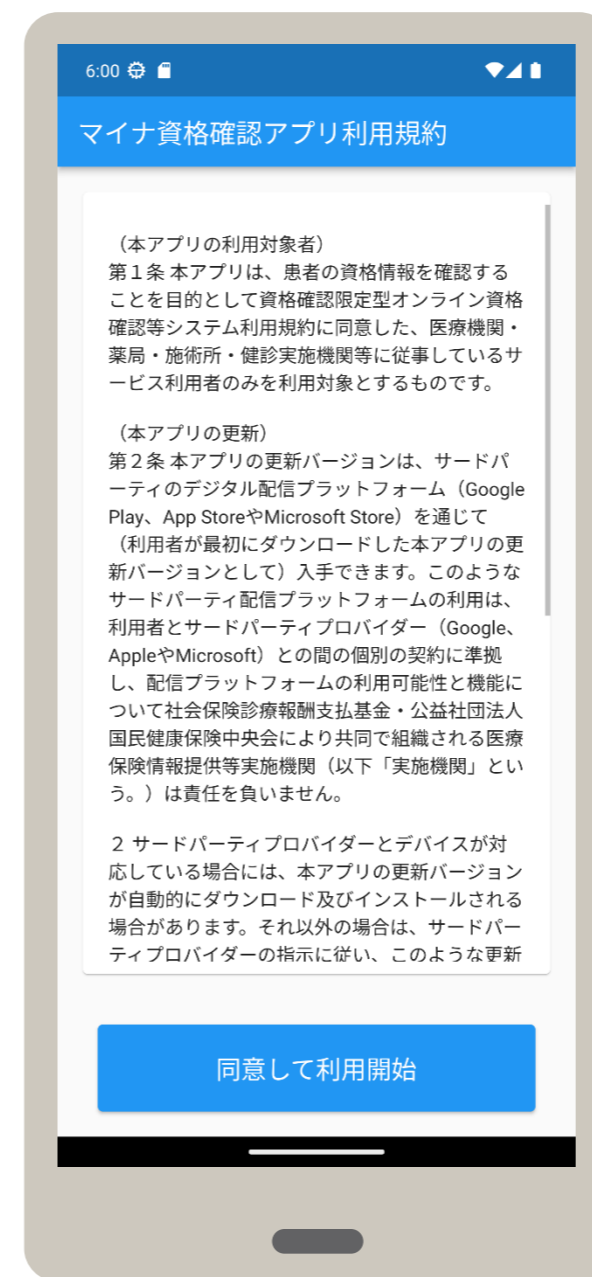 6:00
マイナ資格確認アプリ利用規約
（本アプリの利用対象者）
第１条 本アプリは、患者の資格情報を確認する
ことを目的として資格確認限定型オンライン資格
確認等システム利用規約に同意した、医療機関・
薬局・施術所・健診実施機関等に従事しているサ
ービス利用者のみを利用対象とするものです。
（本アプリの更新）
第２条 本アプリの更新バージョンは、サードパ
ーティのデジタル配信プラットフォーム（Google
Play、App StoreやMicrosoft Store）を通じて
（利用者が最初にダウンロードした本アプリの更
新バージョンとして）入手できます。このような
サードパーティ配信プラットフォームの利用は、
利用者とサードパーティプロバイダー（Google、
AppleやMicrosoft）との間の個別の契約に準拠
し、配信プラットフォームの利用可能性と機能に
ついて社会保険診療報酬支払基金・公益社団法人
国民健康保険中央会により共同で組織される医療
保険情報提供等実施機関（以下「実施機関」とい
う。）は責任を負いません。
２ サードパーティプロバイダーとデバイスが対
応している場合には、本アプリの更新バージョン
が自動的にダウンロード及びインストールされる
場合があります。それ以外の場合は、サードパー
ティプロバイダーの指示に従い、このような更新
同意して利用開始